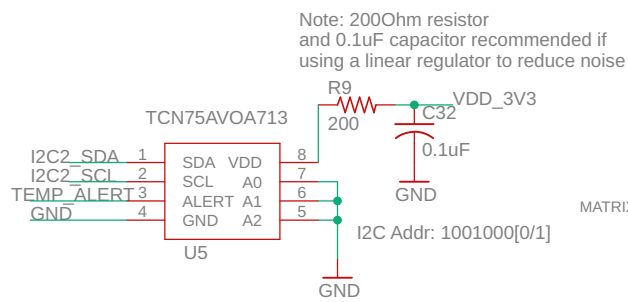 Note: 200Ohm resistor
and 0.1uF capacitor recommended if
using a linear regulator to reduce noise
R9
VDD_3V3
C32
TCN75AVOA713
200
0.1uF
I2C2_SDA 1 SDA VDD 8
I2C2_SCL 2 SCL A0 7
TEMP_ALERT 3 ALERT A1 6
GND 4 GND A2 5
GND
MATRIX
I2C Addr: 1001000[0/1]
U5
GND